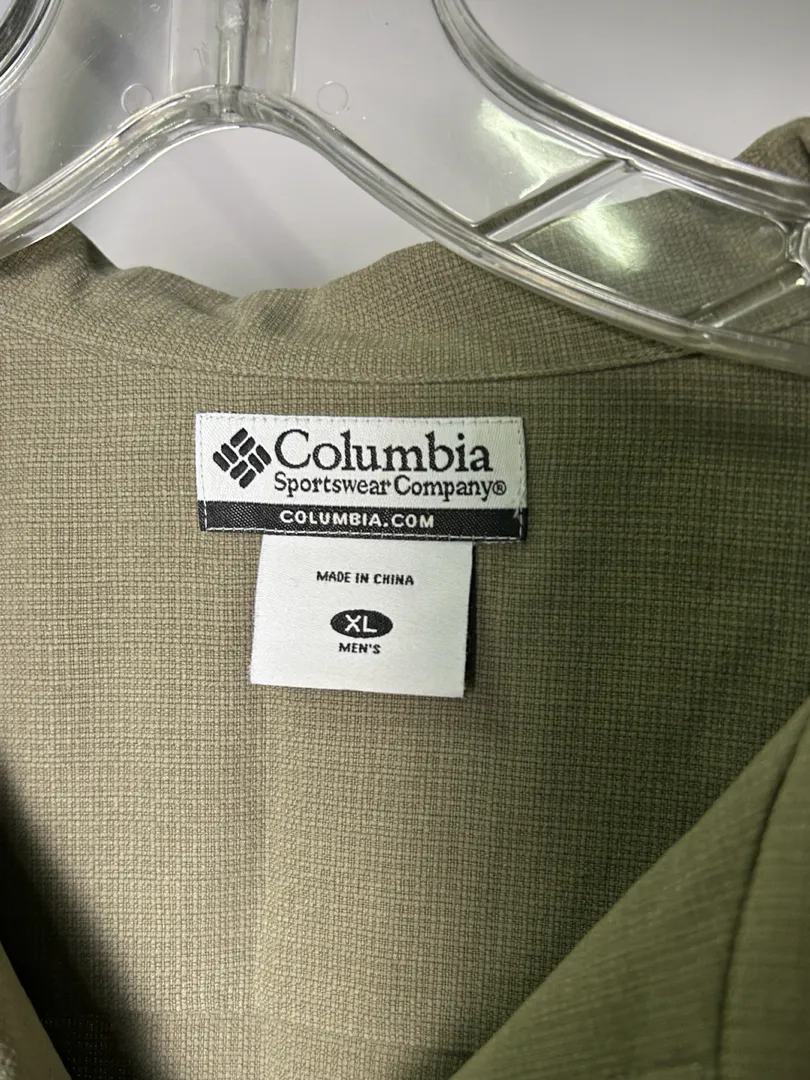 Columbia
Sportswear Company®
COLUMBIA.COM
MADE IN CHINA
XL
MEN'S